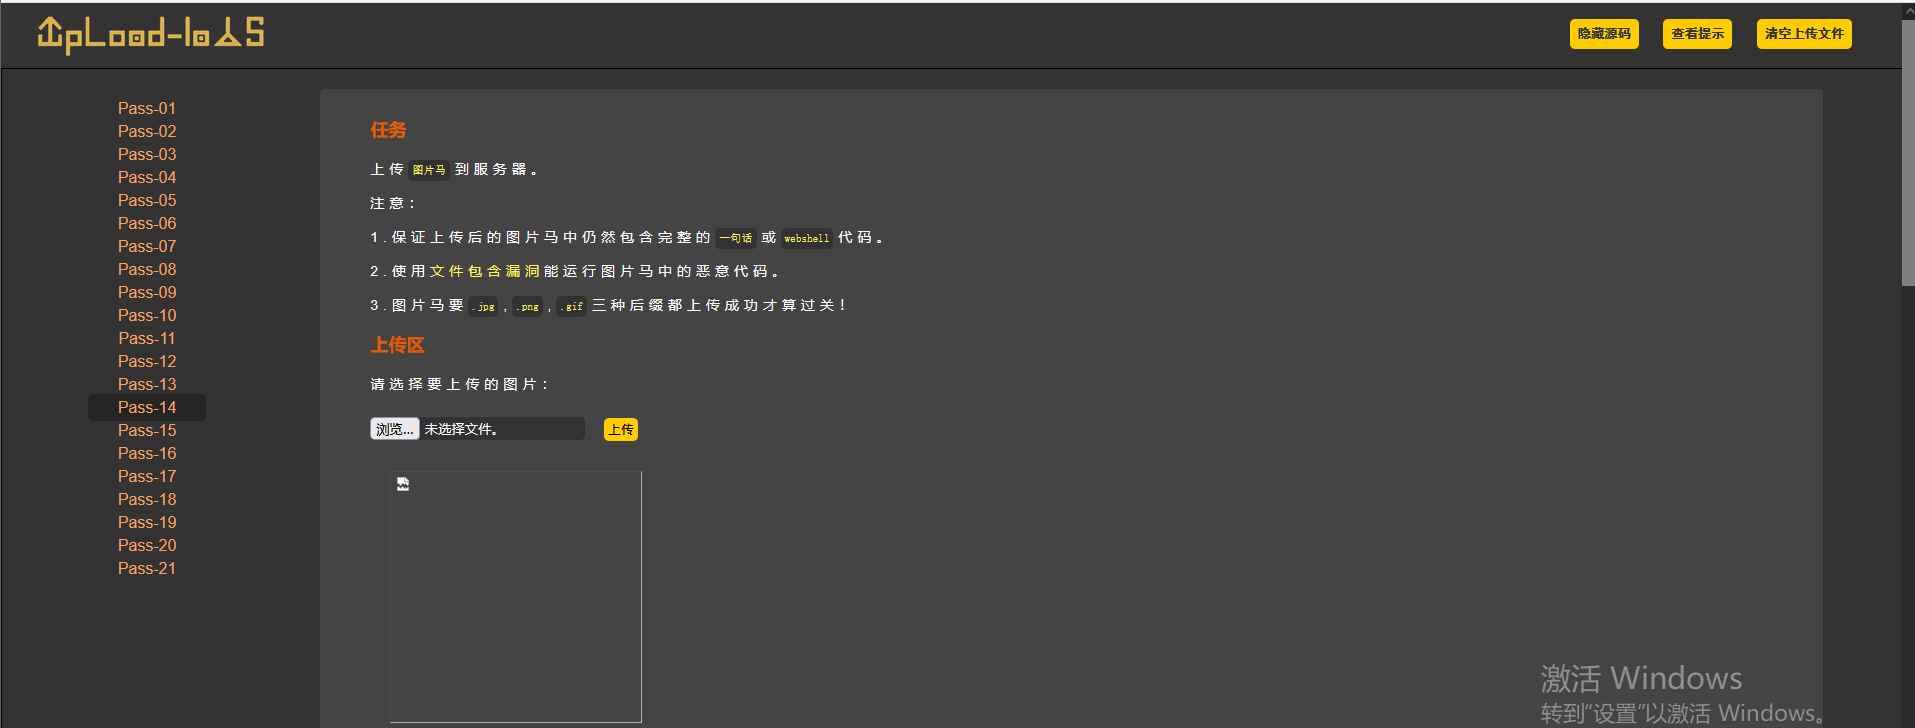 UpLoad-labs
隐藏源码 查看提示 清空上传文件
Pass-01
Pass-02
Pass-03
Pass-04
Pass-05
Pass-06
Pass-07
Pass-08
Pass-09
Pass-10
Pass-11
Pass-12
Pass-13
Pass-14
Pass-15
Pass-16
Pass-17
Pass-18
Pass-19
Pass-20
Pass-21
任务
上传 图片马 到服务器。
注意：
1.保证上传后的图片马中仍然包含完整的 一句话 或 webshell 代码。
2.使用文件包含漏洞能运行图片马中的恶意代码。
3.图片马要 .jpg , .png , .gif 三种后缀都上传成功才算过关！
上传区
请选择要上传的图片：
浏览... 未选择文件。 上传
激活 Windows
转到“设置”以激活 Windows。